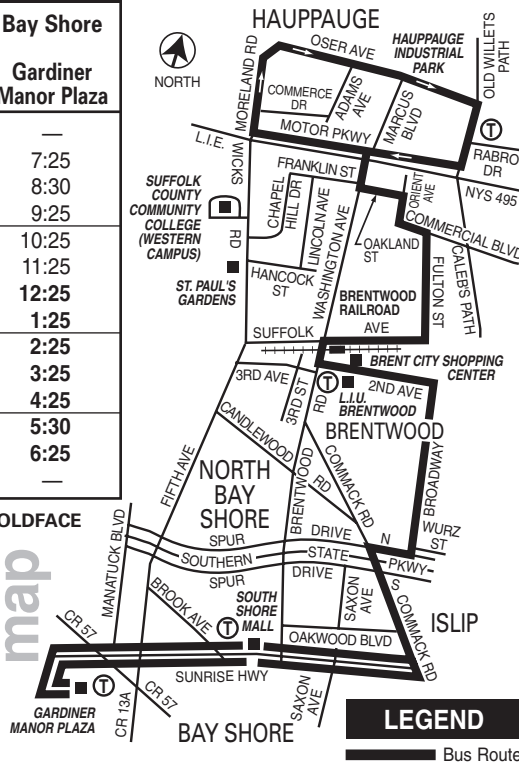 Bay Shore
Gardiner
Manor Plaza
—
7:25
8:30
9:25
10:25
11:25
12:25
1:25
2:25
3:25
4:25
5:30
6:25
—
OLDFACE
map
NORTH
HAUPPAUGE
OSER AVE
HAUPPAUGE
INDUSTRIAL
PARK
OLD WILLETS
PATH
MORELAND RD
COMMERCE
DR
ADAMS
AVE
MARCUS
BLVD
MOTOR PKWY
T
RABRO
DR
L.I.E.
NYS 495
WICKS
RD
FRANKLIN ST
ORIENT
AVE
COMMERCIAL BLVD
SUFFOLK
COUNTY
COMMUNITY
COLLEGE
(WESTERN
CAMPUS)
CHAPEL
HILL DR
LINCOLN AVE
WASHINGTON AVE
OAKLAND
ST
FULTON ST
CALEB'S PATH
ST. PAUL'S
GARDENS
HANCOCK
ST
BRENTWOOD
RAILROAD
SUFFOLK
AVE
BRENT CITY SHOPPING
CENTER
3RD AVE
3RD ST
T
RD
L.I.U.
BRENTWOOD
2ND AVE
BRENTWOOD
CANDLEWOOD
RD
FIFTH AVE
NORTH
BAY
SHORE
BRENTWOOD
COMMACK RD
BROADWAY
WURZ
ST
MANATUCK BLVD
SPUR
DRIVE
N
SOUTHERN
STATE
PKWY
SPUR
DRIVE
S
BROOK AVE
SOUTH
SHORE
MALL
T
SAXON
AVE
COMMACK RD
ISLIP
OAKWOOD BLVD
CR 57
SUNRISE HWY
CR 57
T
GARDINER
MANOR PLAZA
CR 13A
BAY SHORE
SAXON
AVE
LEGEND
Bus Route